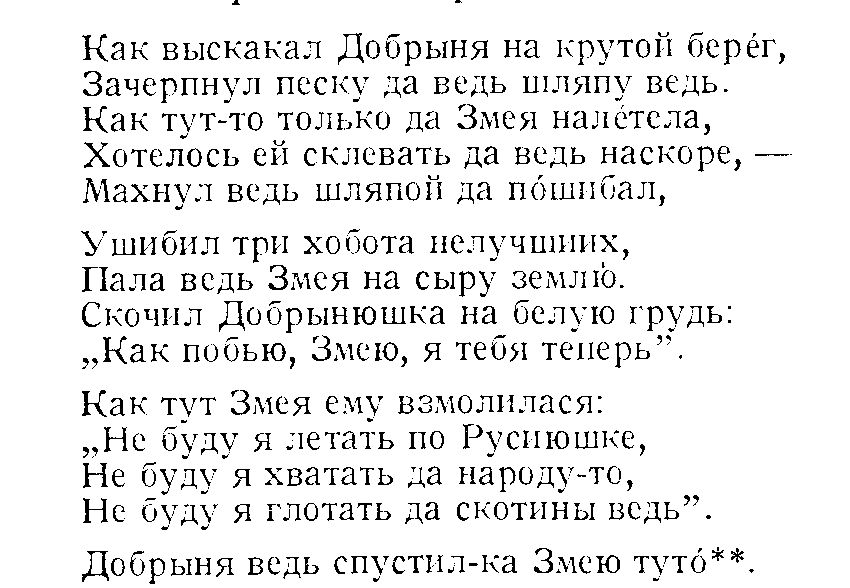 Как выскакал Добрыня на крутой берéг,
Зачерпнул песку да ведь шляпу ведь.
Как тут-то только да Змея налéтела,
Хотелось ей склевать да ведь наскоре, —
Махнул ведь шляпой да пóшибал,
Ушибил три хобота нелучшиих,
Пала ведь Змея на сыру землю́.
Скочил Добрынюшка на белую грудь:
„Как побью, Змею, я тебя теперь”.
Как тут Змея ему взмолилася:
„Не буду я летать по Русиюшке,
Не буду я хватать да народу-то,
Не буду я глотать да скотины ведь”.
Добрыня ведь спустил-ка Змею тутó**.